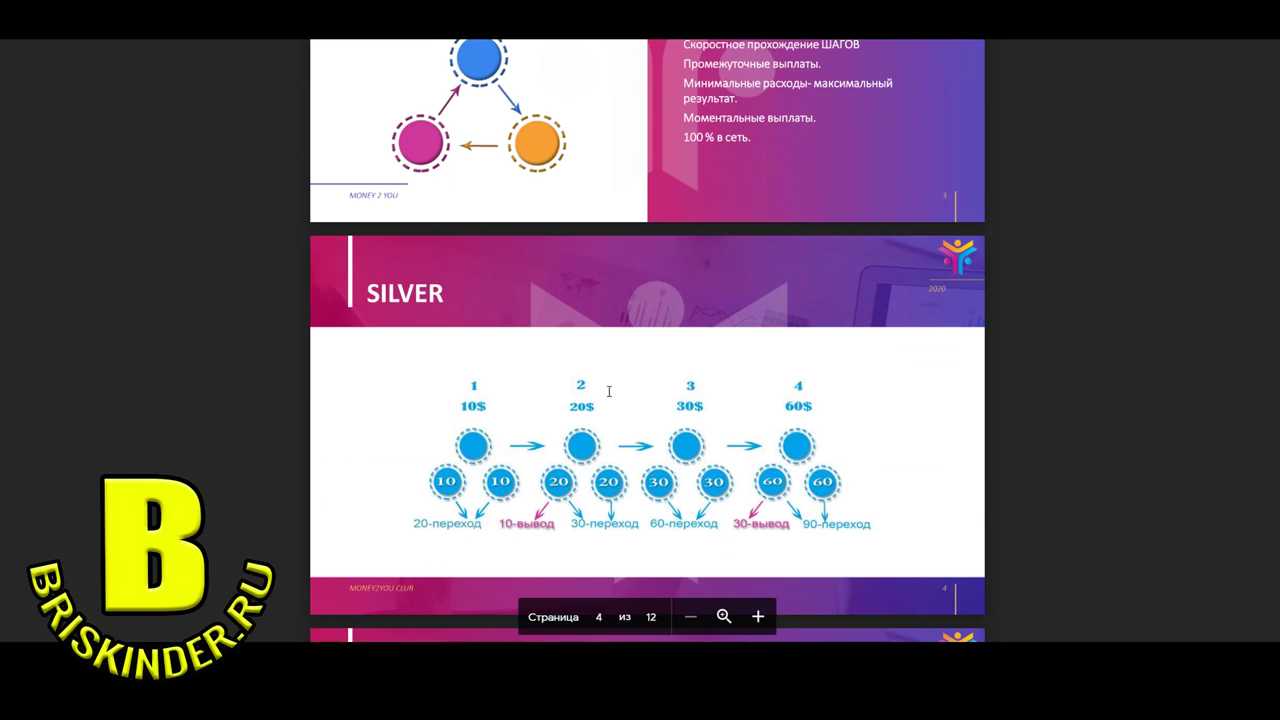 Скоростное прохождение ШАГОВ
Промежуточные выплаты.
Минимальные расходы- максимальный
результат.
Моментальные выплаты.
100 % в сеть.
MONEY 2 YOU
3
SILVER
2020
1 2 3 4
10$ 20$ 30$ 60$
10 10 20 20 30 30 60 60
20-переход 10-вывод 30-переход 60-переход 30-вывод 90-переход
MONEY2YOU CLUB
4
Страница 4 из 12
B
BRISKINDER.RU